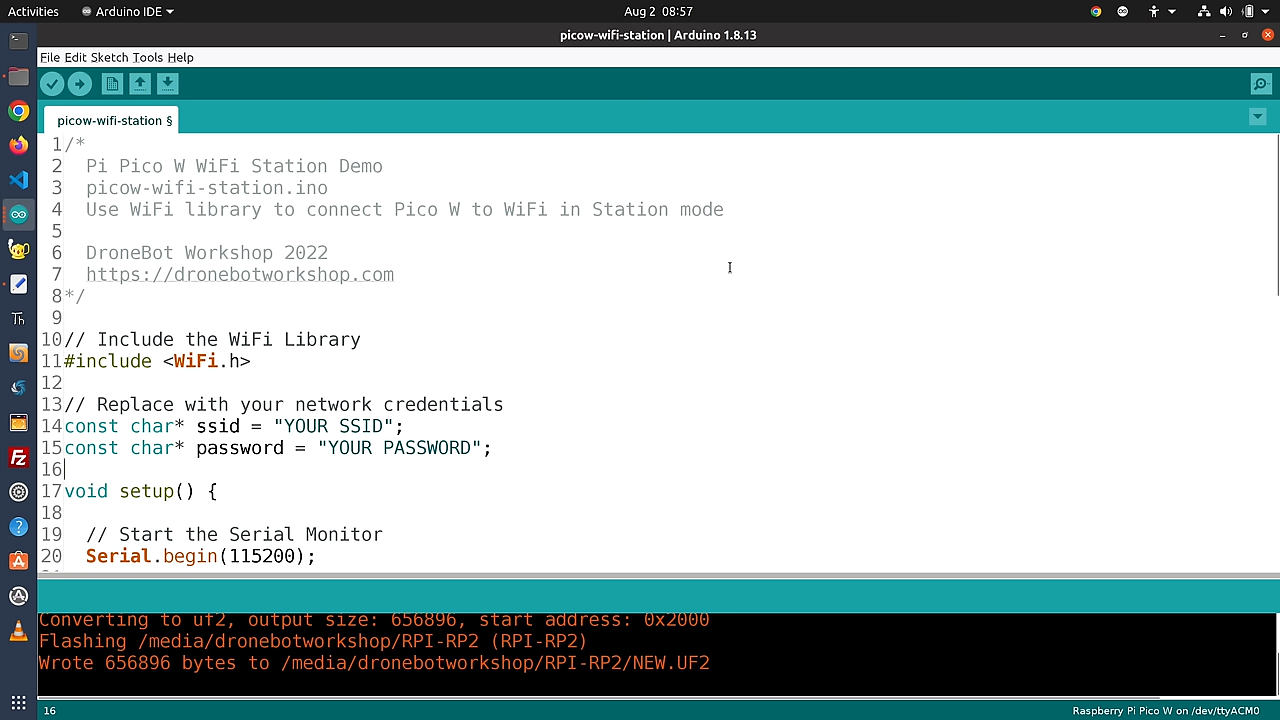 Activities Arduino IDE Aug 2 08:57
picow-wifi-station | Arduino 1.8.13
File Edit Sketch Tools Help
picow-wifi-station §
1 /*
2 Pi Pico W WiFi Station Demo
3 picow-wifi-station.ino
4 Use WiFi library to connect Pico W to WiFi in Station mode
5
6 DroneBot Workshop 2022
7 https://dronebotworkshop.com
8 */
9
10 // Include the WiFi Library
11 #include <WiFi.h>
12
13 // Replace with your network credentials
14 const char* ssid = "YOUR SSID";
15 const char* password = "YOUR PASSWORD";
16
17 void setup() {
18
19 // Start the Serial Monitor
20 Serial.begin(115200);
Converting to uf2, output size: 656896, start address: 0x2000
Flashing /media/dronebotworkshop/RPI-RP2 (RPI-RP2)
Wrote 656896 bytes to /media/dronebotworkshop/RPI-RP2/NEW.UF2
16 Raspberry Pi Pico W on /dev/ttyACM0